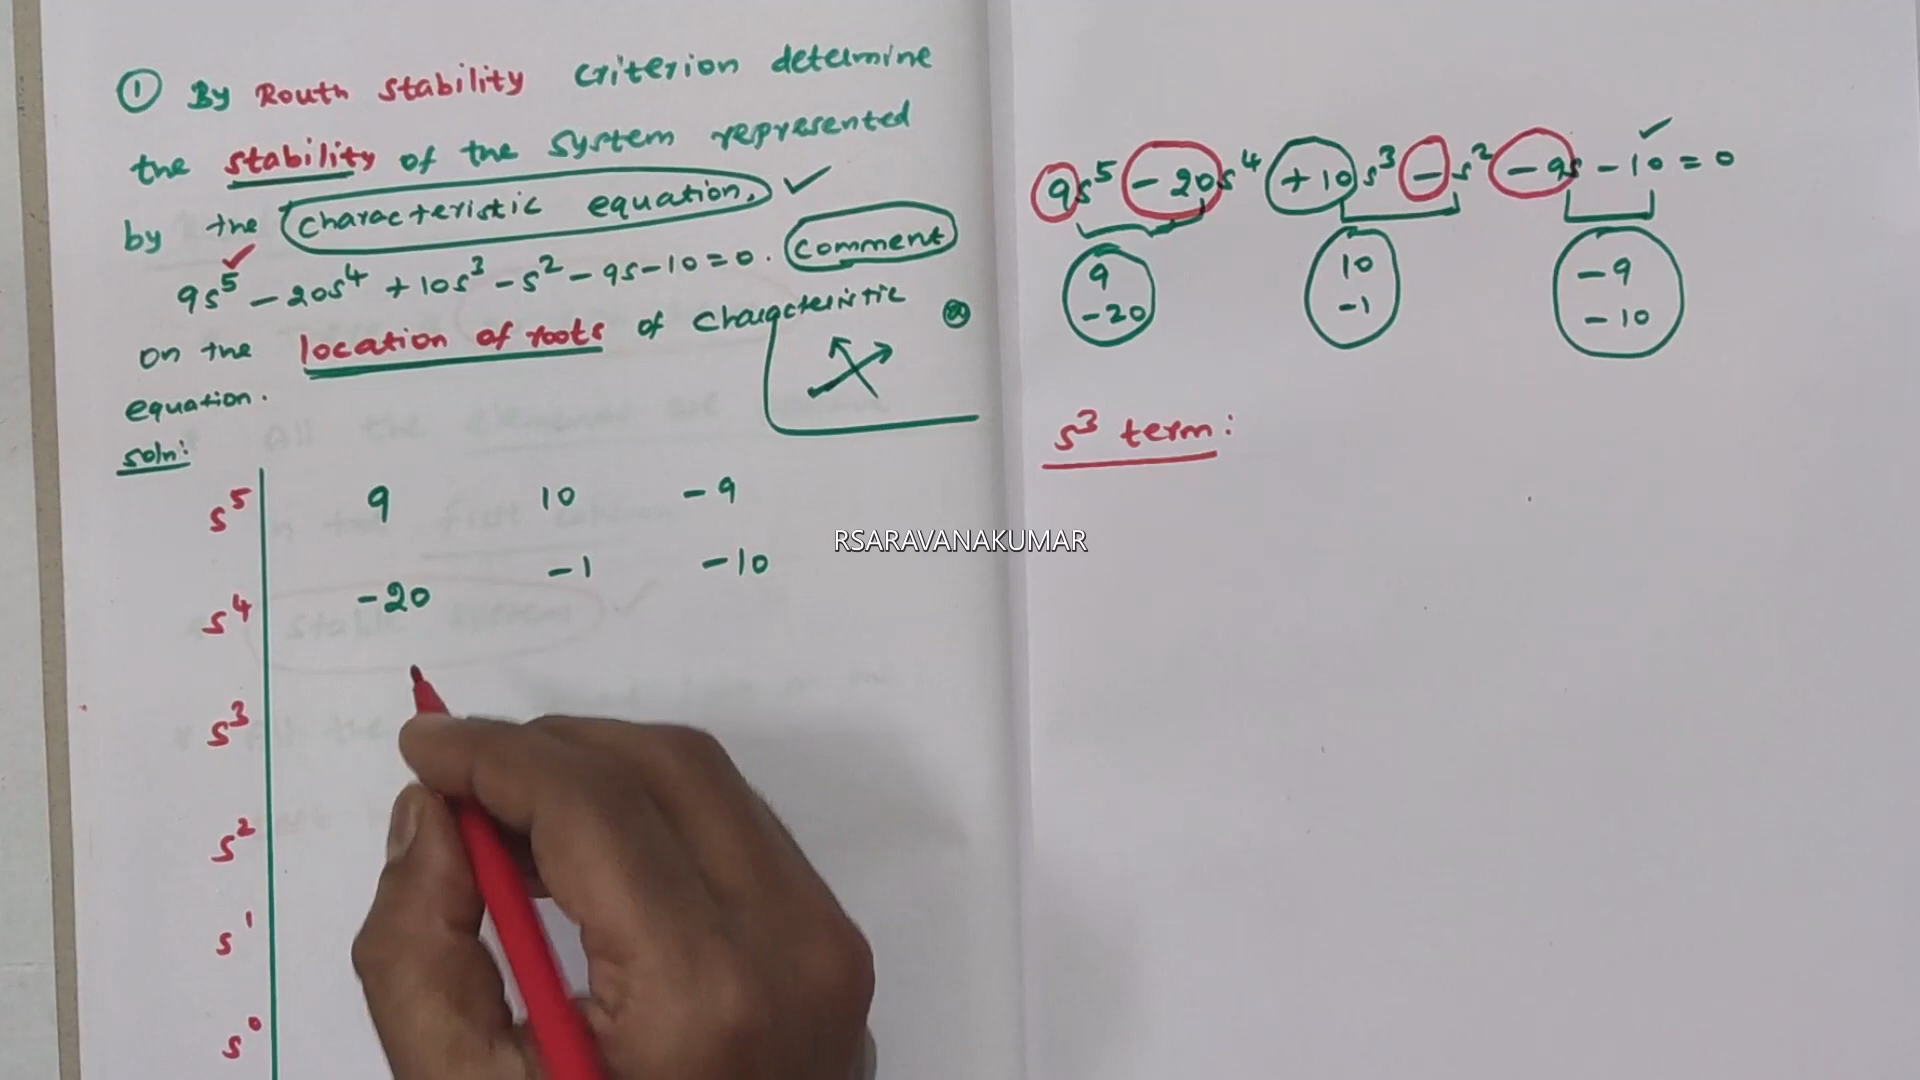 ① By Routh stability criterion determine
the stability of the system represented
by the characteristic equation,
9s⁵ - 20s⁴ + 10s³ - s² - 9s - 10 = 0. comment
on the location of roots of characteristic
equation.
soln:
s⁵ 9 10 -9
s⁴ -20 -1 -10
s³
s²
s¹
s⁰
9s⁵ - 20s⁴ + 10s³ - s² - 9s - 10 = 0
9 10 -9
-20 -1 -10
s³ term:
RSARAVANAKUMAR